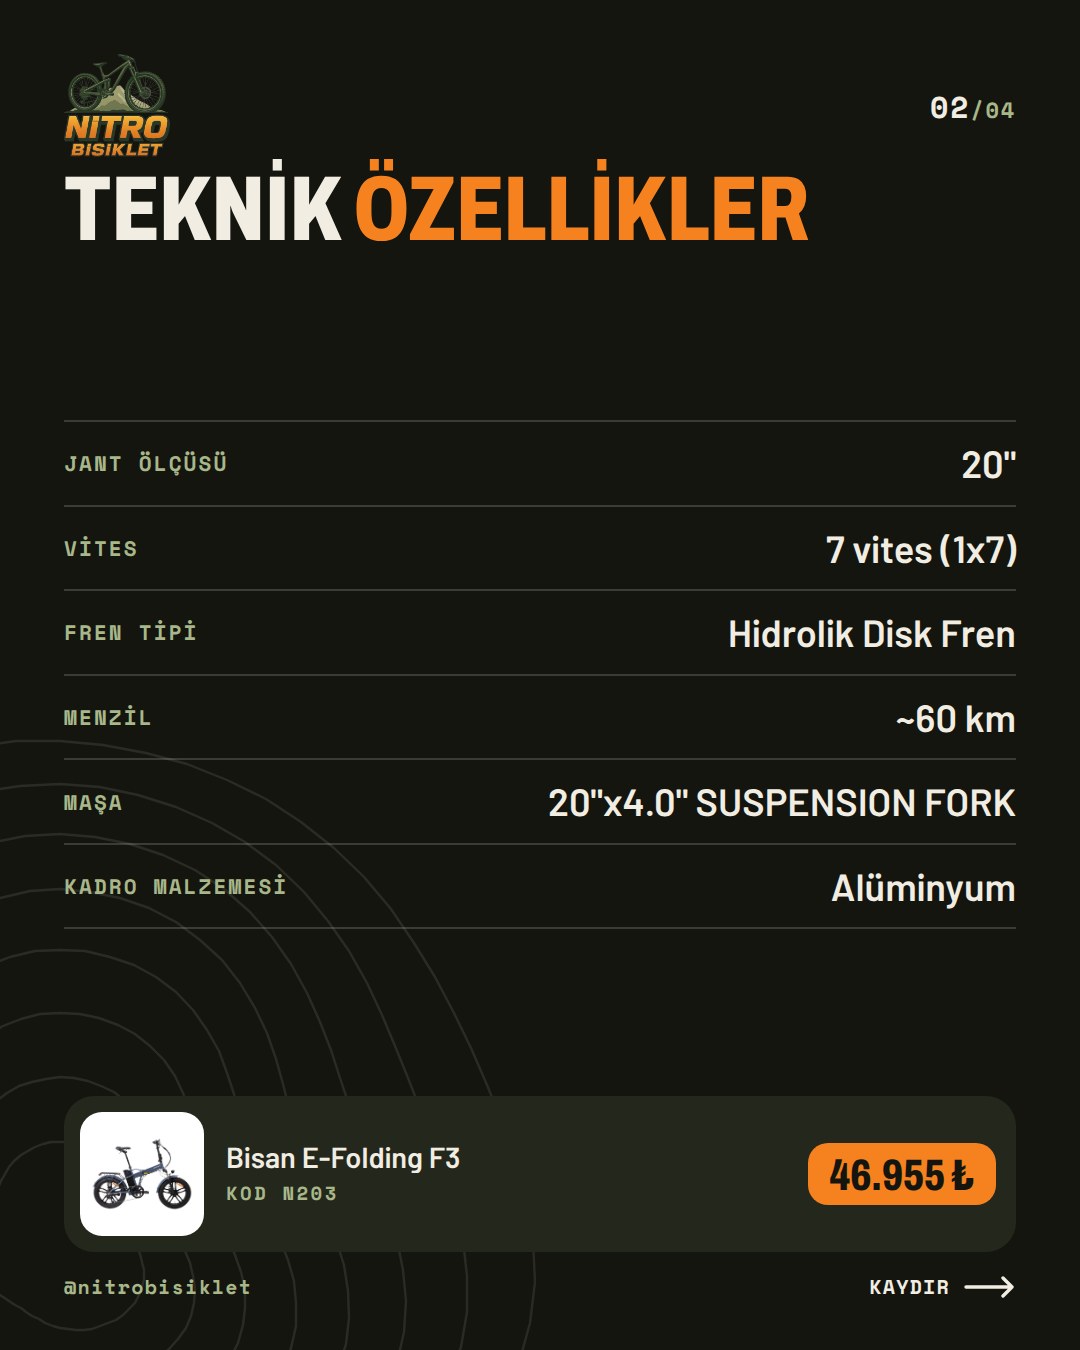 NiTRO
BISIKLET
02/04
TEKNİK ÖZELLİKLER
JANT ÖLÇÜSÜ
20"
VİTES
7 vites (1x7)
FREN TİPİ
Hidrolik Disk Fren
MENZİL
~60 km
MAŞA
20"x4.0" SUSPENSION FORK
KADRO MALZEMESİ
Alüminyum
Bisan E-Folding F3
KOD N203
46.955 ₺
@nitrobisiklet
KAYDIR